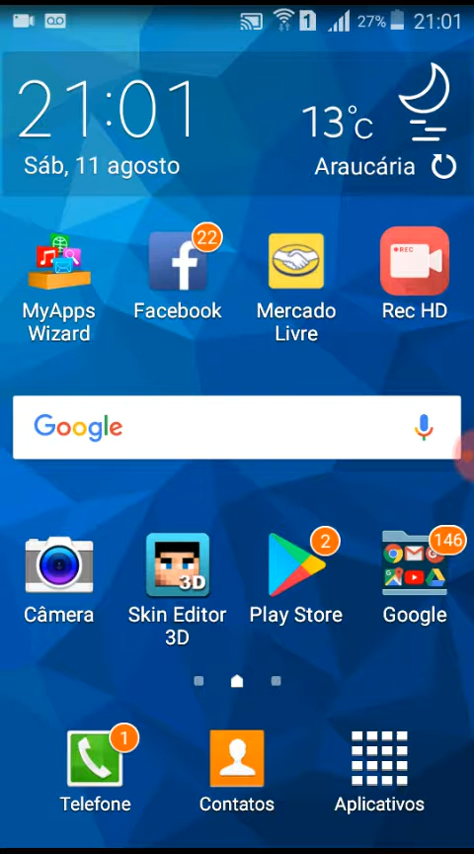 1 27% 21:01
21:01
13°C
Sáb, 11 agosto
Araucária
22
REC
MyApps
Wizard
Facebook
Mercado
Livre
Rec HD
Google
2
146
3D
Câmera
Skin Editor
3D
Play Store
Google
1
Telefone
Contatos
Aplicativos